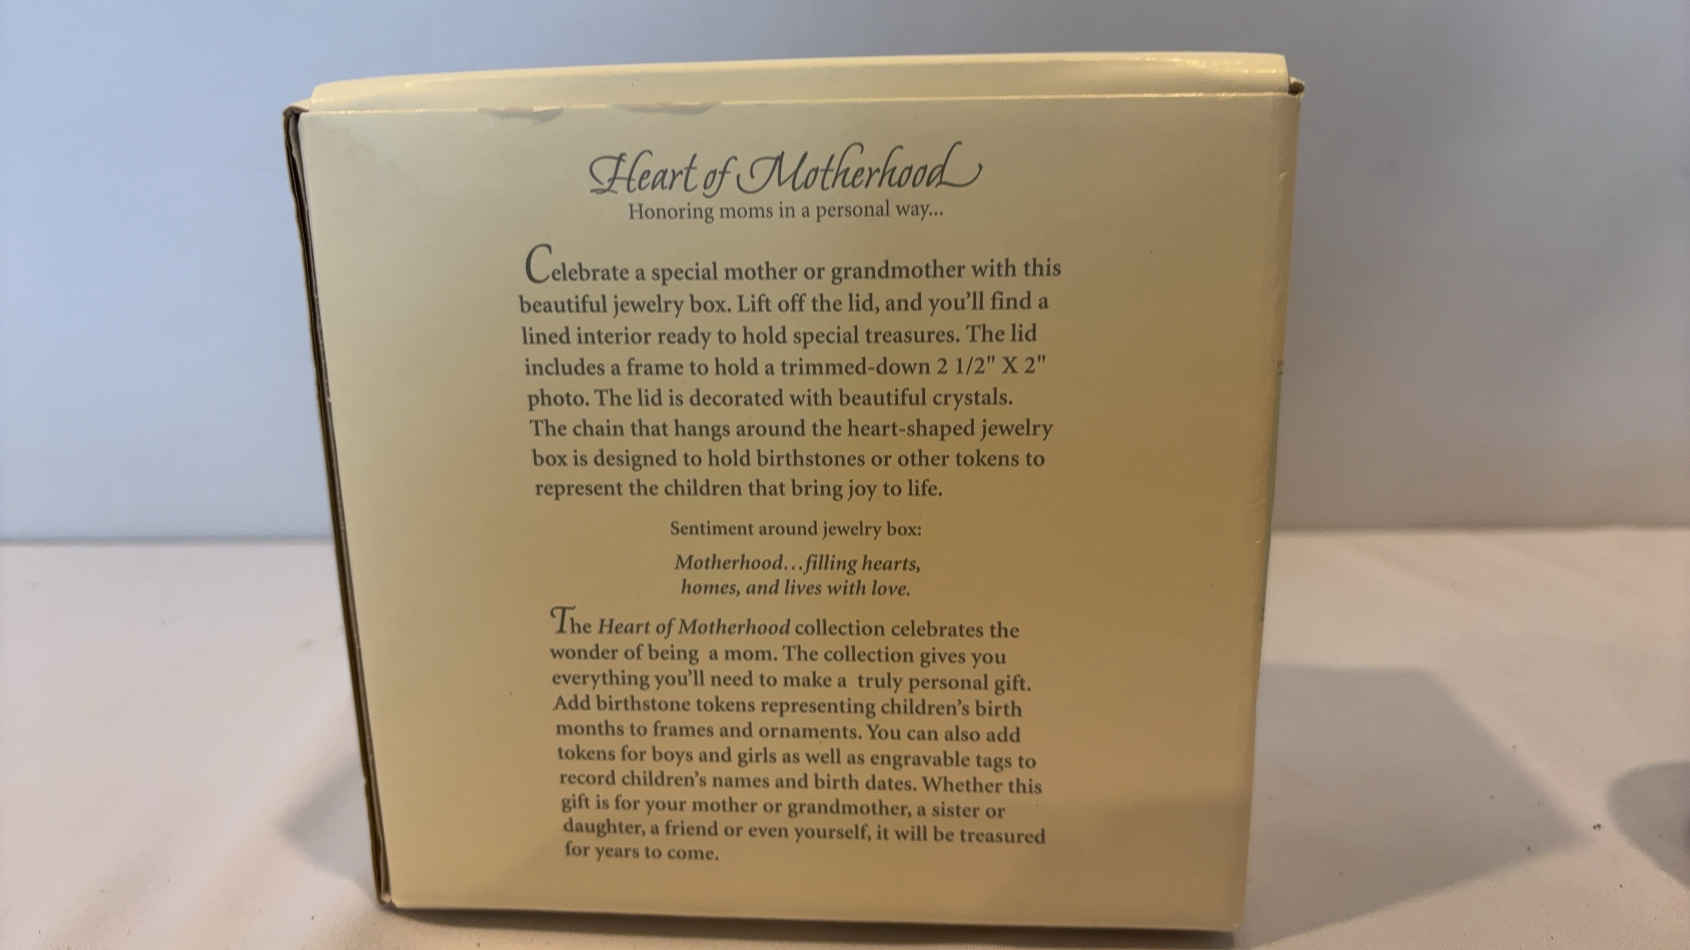 Heart of Motherhood
Honoring moms in a personal way...
Celebrate a special mother or grandmother with this
beautiful jewelry box. Lift off the lid, and you'll find a
lined interior ready to hold special treasures. The lid
includes a frame to hold a trimmed-down 2 1/2" X 2"
photo. The lid is decorated with beautiful crystals.
The chain that hangs around the heart-shaped jewelry
box is designed to hold birthstones or other tokens to
represent the children that bring joy to life.
Sentiment around jewelry box:
Motherhood...filling hearts,
homes, and lives with love.
The Heart of Motherhood collection celebrates the
wonder of being a mom. The collection gives you
everything you'll need to make a truly personal gift.
Add birthstone tokens representing children's birth
months to frames and ornaments. You can also add
tokens for boys and girls as well as engravable tags to
record children's names and birth dates. Whether this
gift is for your mother or grandmother, a sister or
daughter, a friend or even yourself, it will be treasured
for years to come.